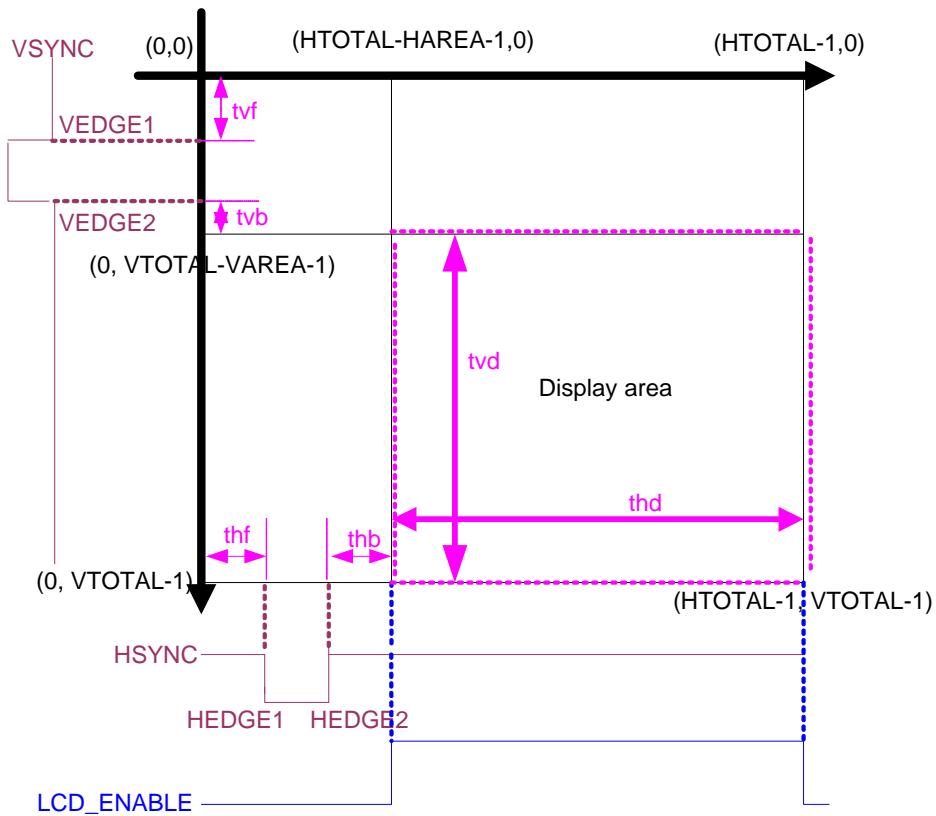 (0,0)
(HTOTAL-HAREA-1,0)
(HTOTAL-1,0)
VSYNC
tvf
VEDGE1
VEDGE2
tvb
(0, VTOTAL-VAREA-1)
tvd
Display area
thd
thf
thb
(0, VTOTAL-1)
(HTOTAL-1, VTOTAL-1)
HSYNC
HEDGE1
HEDGE2
LCD_ENABLE